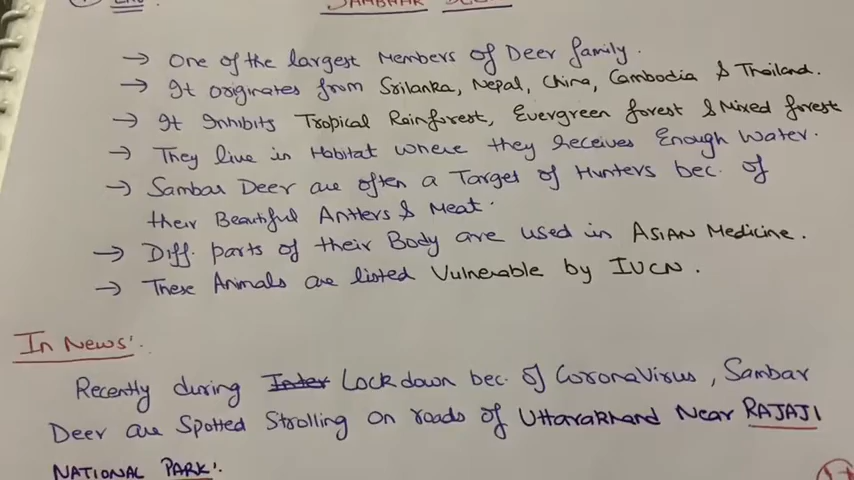 SAMBHAR DEER
→ One of the largest Members of Deer family.
→ It originates from Srilanka, Nepal, China, Cambodia & Thailand.
→ It Inhibits Tropical Rainforest, Evergreen forest & Mixed forest
→ They live in Habitat where they receives Enough Water.
→ Sambar Deer are often a Target of Hunters bec. of
their Beautiful Antlers & Meat.
→ Diff. parts of their Body are used in ASIAN Medicine.
→ These Animals are listed Vulnerable by IUCN.
In News:
Recently during Inter Lockdown bec. of CoronaVirus, Sambar
Deer are Spotted Strolling on roads of Uttarakhand Near RAJAJI
NATIONAL PARK.